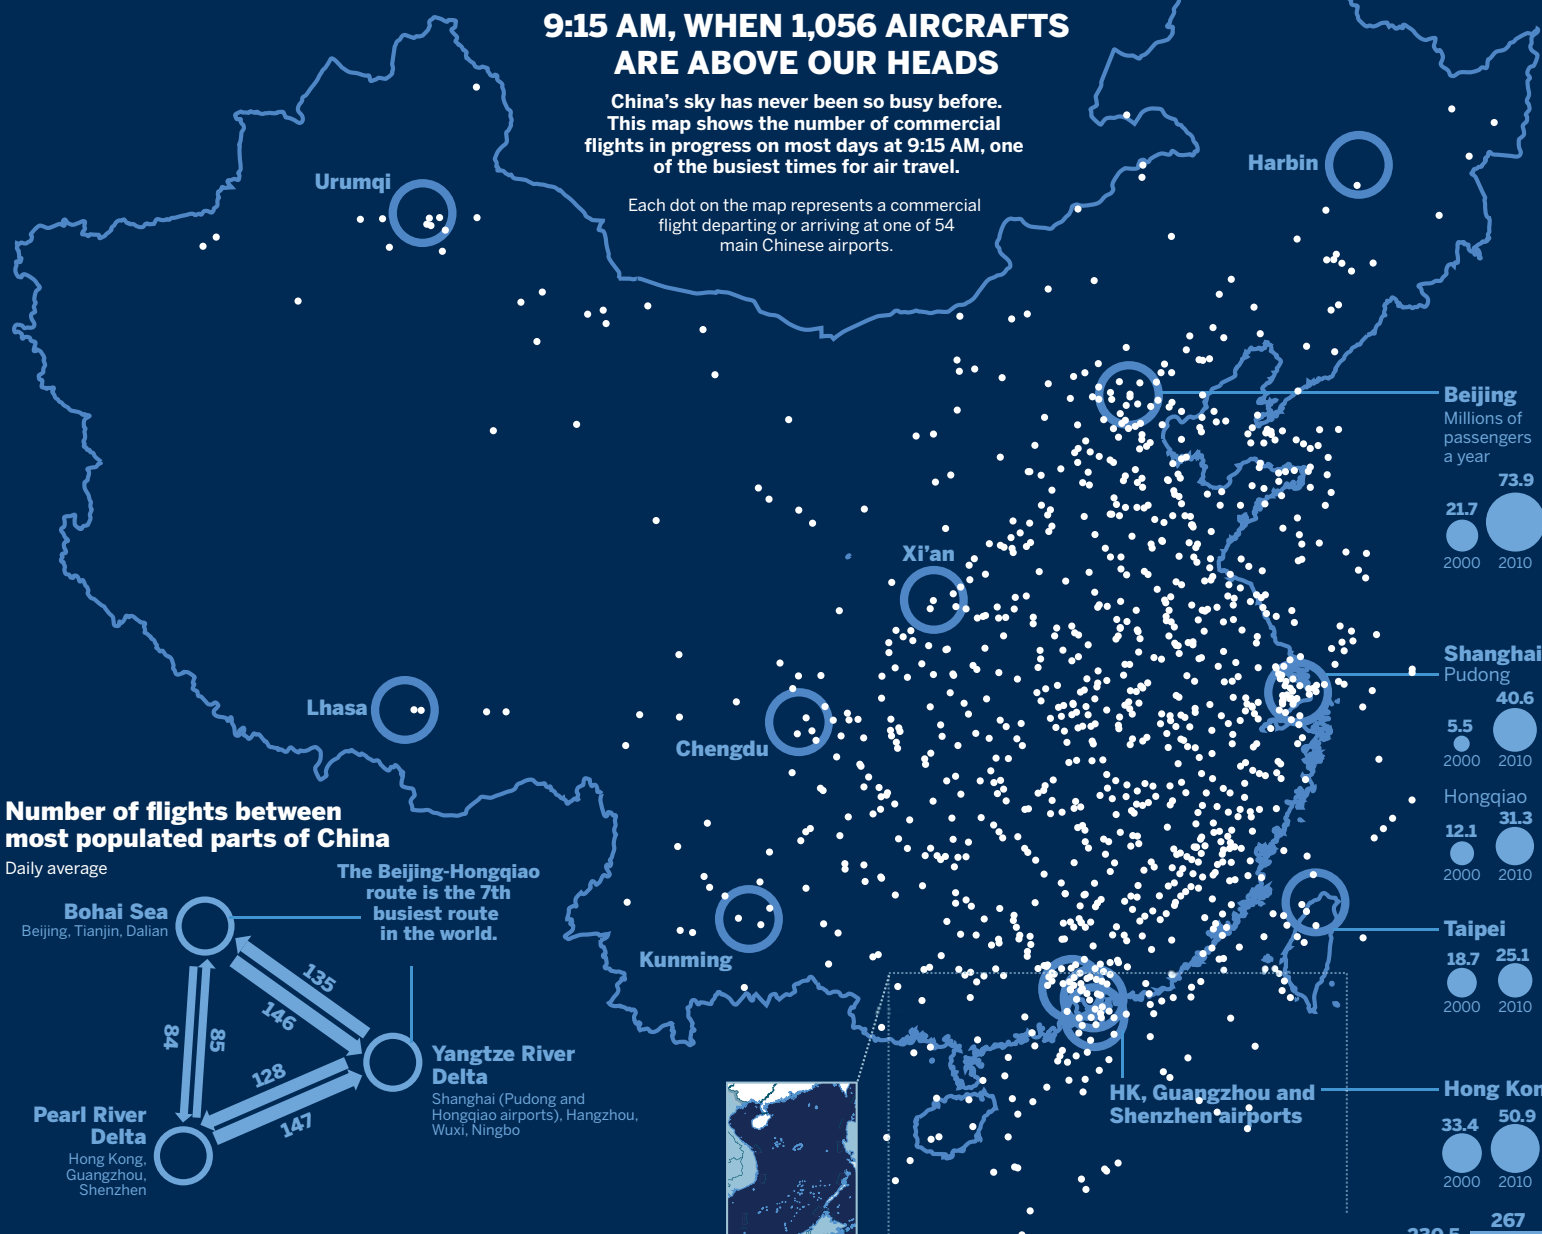 9:15 AM, WHEN 1,056 AIRCRAFTS
ARE ABOVE OUR HEADS
China's sky has never been so busy before.
This map shows the number of commercial
flights in progress on most days at 9:15 AM, one
of the busiest times for air travel.
Each dot on the map represents a commercial
flight departing or arriving at one of 54
main Chinese airports.
Urumqi
Harbin
Beijing
Millions of
passengers
a year
73.9
21.7
2000 2010
Xi'an
Shanghai
Pudong
40.6
5.5
2000 2010
Lhasa
Chengdu
Hongqiao
31.3
12.1
2000 2010
Kunming
Taipei
18.7 25.1
2000 2010
HK, Guangzhou and
Shenzhen airports
Hong Kon
50.9
33.4
2000 2010
267
Number of flights between
most populated parts of China
Daily average
The Beijing-Hongqiao
route is the 7th
busiest route
in the world.
Bohai Sea
Beijing, Tianjin, Dalian
135
146
84
85
128
147
Yangtze River
Delta
Shanghai (Pudong and
Hongqiao airports), Hangzhou,
Wuxi, Ningbo
Pearl River
Delta
Hong Kong,
Guangzhou,
Shenzhen